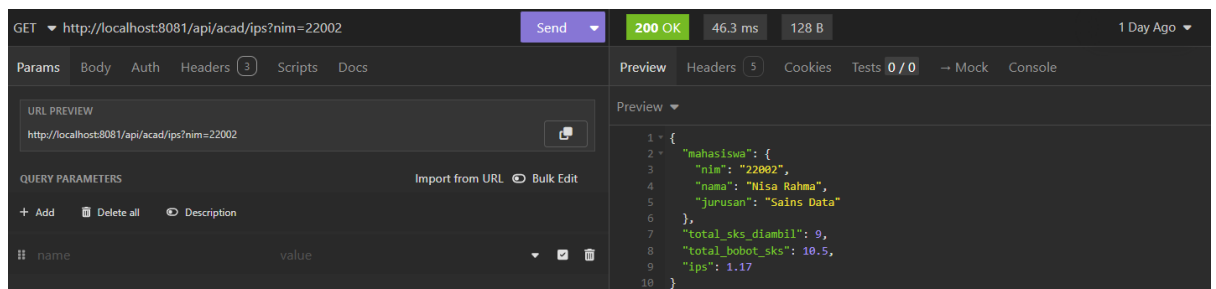 GET http://localhost:8081/api/acad/ips?nim=22002 Send
Params Body Auth Headers 3 Scripts Docs
URL PREVIEW
http://localhost:8081/api/acad/ips?nim=22002
QUERY PARAMETERS Import from URL Bulk Edit
+ Add Delete all Description
name value
200 OK 46.3 ms 128 B 1 Day Ago
Preview Headers 5 Cookies Tests 0 / 0 → Mock Console
Preview
1 {
2 "mahasiswa": {
3 "nim": "22002",
4 "nama": "Nisa Rahma",
5 "jurusan": "Sains Data"
6 },
7 "total_sks_diambil": 9,
8 "total_bobot_sks": 10.5,
9 "ips": 1.17
10 }